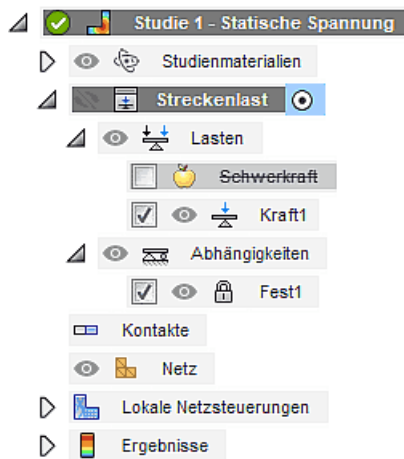 Studie 1 - Statische Spannung
Studienmaterialien
Streckenlast
Lasten
Schwerkraft
Kraft1
Abhängigkeiten
Fest1
Kontakte
Netz
Lokale Netzsteuerungen
Ergebnisse